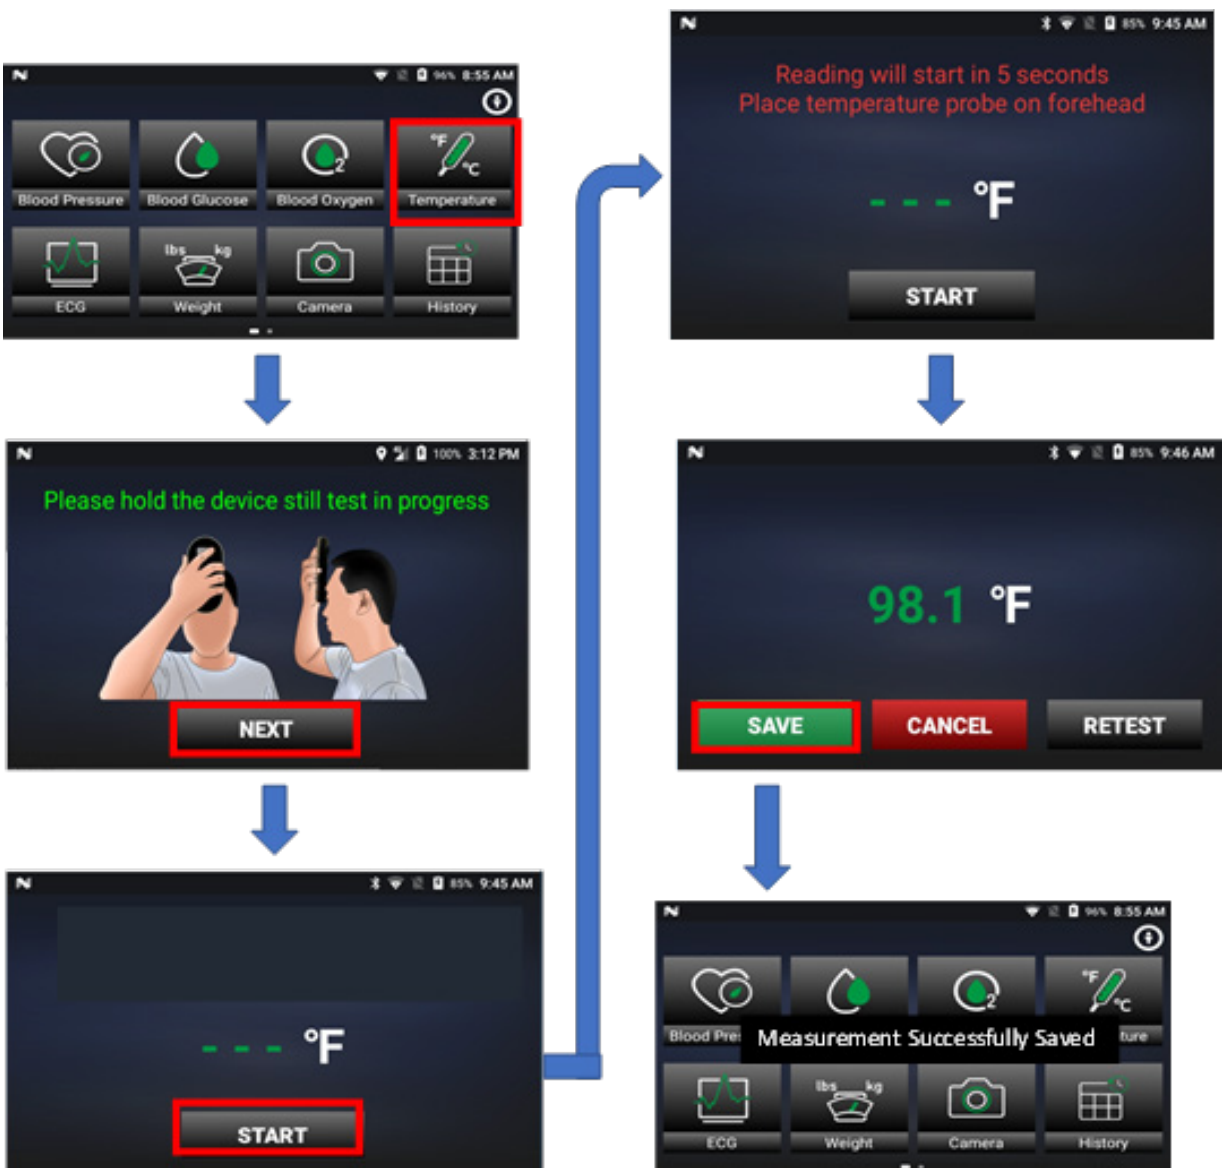 96% 8:55 AM
°F
°C
2
Blood Pressure Blood Glucose Blood Oxygen Temperature
lbs kg
ECG Weight Camera History
100% 3:12 PM
Please hold the device still test in progress
NEXT
85% 9:45 AM
- - - °F
START
85% 9:45 AM
Reading will start in 5 seconds
Place temperature probe on forehead
- - - °F
START
85% 9:46 AM
98.1 °F
SAVE CANCEL RETEST
96% 8:55 AM
°F
°C
2
Blood Pre ture
Measurement Successfully Saved
lbs kg
ECG Weight Camera History